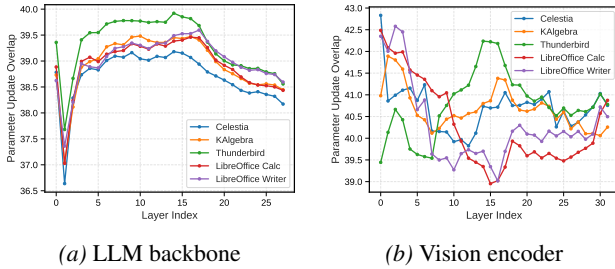 (a)
(b)
Parameter Update Overlap
40.0
39.5
39.0
38.5
38.0
37.5
37.0
36.5
0
5
10
15
20
25
Layer Index
Celestia
KAlgebra
Thunderbird
LibreOffice Calc
LibreOffice Writer
Parameter Update Overlap
43.0
42.5
42.0
41.5
41.0
40.5
40.0
39.5
39.0
0
5
10
15
20
25
30
Layer Index
Celestia
KAlgebra
Thunderbird
LibreOffice Calc
LibreOffice Writer
(a) LLM backbone
(b) Vision encoder